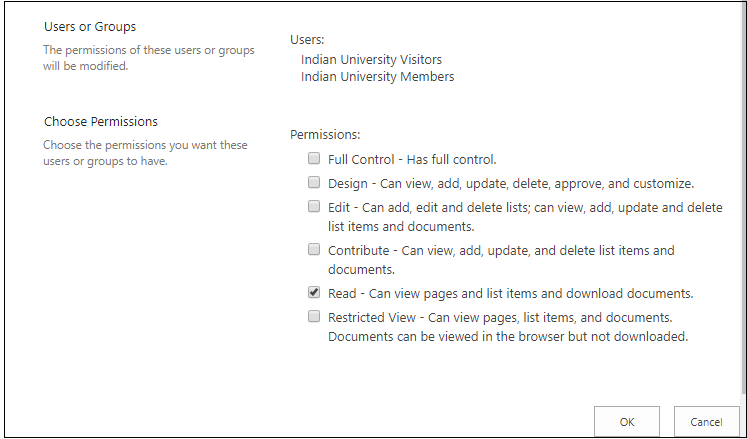 Users or Groups
The permissions of these users or groups
will be modified.
Users:
Indian University Visitors
Indian University Members
Choose Permissions
Choose the permissions you want these
users or groups to have.
Permissions:
Full Control - Has full control.
Design - Can view, add, update, delete, approve, and customize.
Edit - Can add, edit and delete lists; can view, add, update and delete
list items and documents.
Contribute - Can view, add, update, and delete list items and
documents.
Read - Can view pages and list items and download documents.
Restricted View - Can view pages, list items, and documents.
Documents can be viewed in the browser but not downloaded.
OK
Cancel